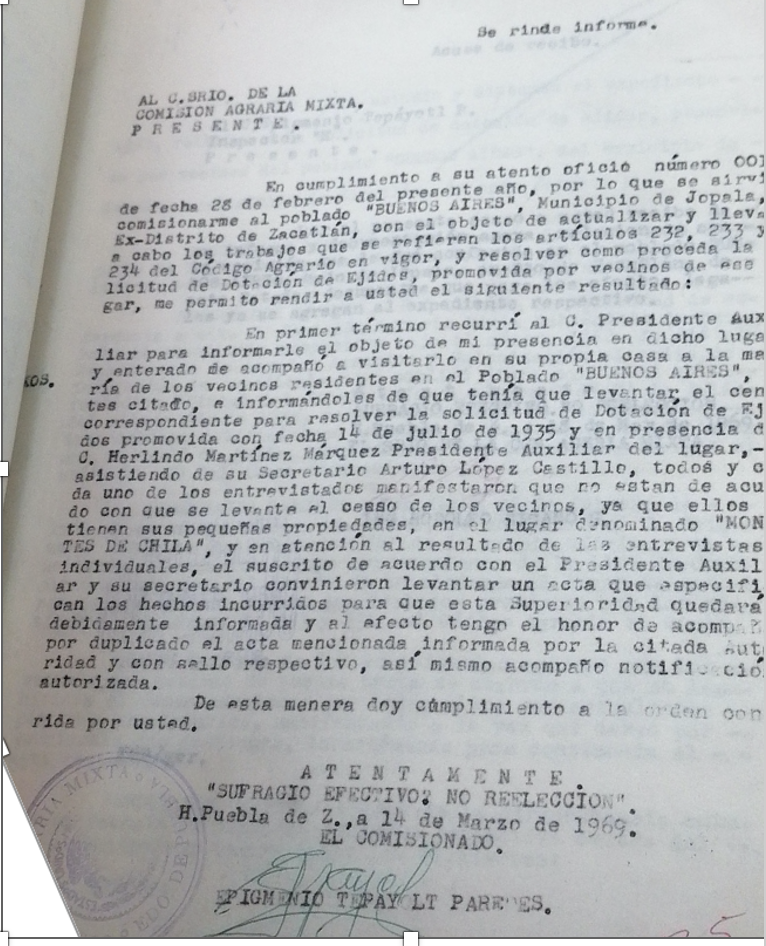 Se rinde informe.
AL C.SRIO. DE LA
COMISION AGRARIA MIXTA.
P R E S E N T E .
En cumplimiento a su atento oficio número 001
de fecha 28 de febrero del presente año, por lo que se sirvi
comisionarme al poblado "BUENOS AIRES", Municipio de Jopala,
Ex-Distrito de Zacatlán, con el objeto de actualizar y lleva
a cabo los trabajos que se refieren los artículos 232, 233 y
234 del Código Agrario en vigor, y resolver como proceda la
licitud de Dotación de Ejidos, promovida por vecinos de ese
gar, me permito rendir a usted el siguiente resultado:
En primer término recurrí al C. Presidente Aux
liar para informarle el objeto de mi presencia en dicho luga
y enterado me acompañó a visitarlo en su propia casa a la ma
KOS.
ría de los vecinos residentes en el Poblado "BUENOS AIRES",
tes citado, e informándoles de que tenía que levantar el cen
correspondiente para resolver la solicitud de Dotación de Ej
dos promovida con fecha 14 de julio de 1935 y en presencia d
C. Herlindo Martínez Márquez Presidente Auxiliar del lugar,-
asistiendo de su Secretario Arturo López Castillo, todos y c
da uno de los entrevistados manifestaron que no estan de acu
do con que se levante el censo de los vecinos, ya que ellos
tienen sus pequeñas propiedades, en el lugar denominado "MON
TES DE CHILA", y en atención al resultado de las entrevistas
individuales, el suscrito de acuerdo con el Presidente Auxil
ar y su secretario convinieron levantar un acta que especifi
can los hechos incurridos para que esta Superioridad quedará
debidamente informada y al efecto tengo el honor de acompañ
por duplicado el acta mencionada informada por la citada Aut
ridad y con sello respectivo, así mismo acompaño notificació
autorizada.
De esta menera doy cúmplimiento a la orden con
rida por usted.
A T E N T A M E N T E .
"SUFRAGIO EFECTIVO? NO REELECCION".
H.Puebla de Z.,a 14 de Marzo de 1969.
EL COMISIONADO.
EPIGMENIO TEPAYOLT PAREDES.